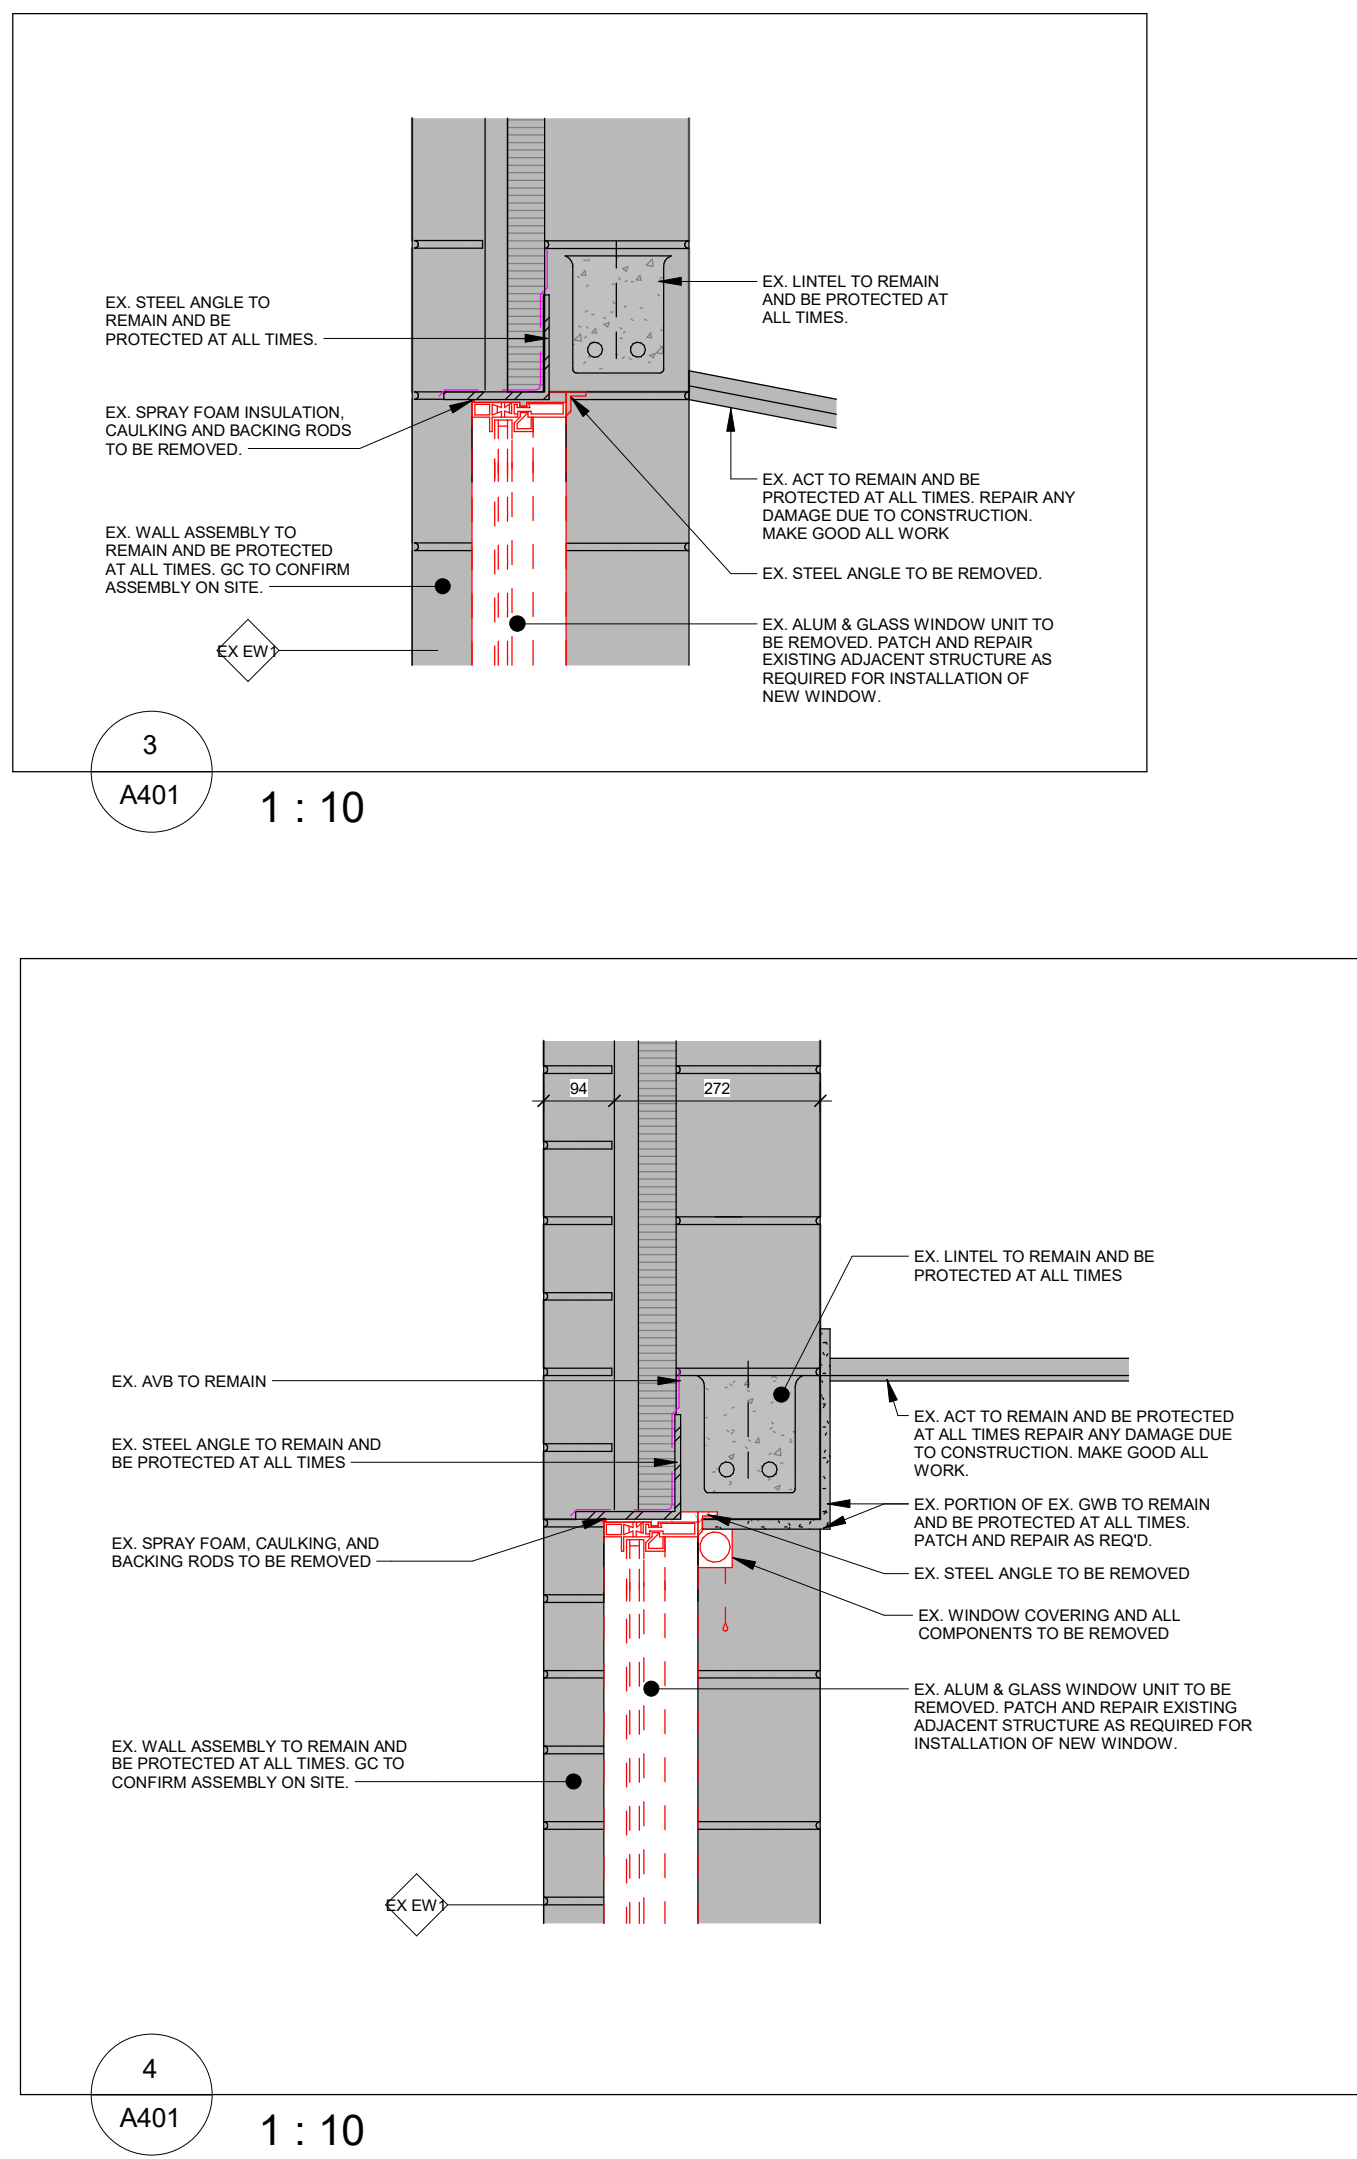 EX. STEEL ANGLE TO
REMAIN AND BE
PROTECTED AT ALL TIMES.
EX. SPRAY FOAM INSULATION,
CAULKING AND BACKING RODS
TO BE REMOVED.
EX. WALL ASSEMBLY TO
REMAIN AND BE PROTECTED
AT ALL TIMES. GC TO CONFIRM
ASSEMBLY ON SITE.
EX EW1
EX. LINTEL TO REMAIN
AND BE PROTECTED AT
ALL TIMES.
EX. ACT TO REMAIN AND BE
PROTECTED AT ALL TIMES. REPAIR ANY
DAMAGE DUE TO CONSTRUCTION.
MAKE GOOD ALL WORK
EX. STEEL ANGLE TO BE REMOVED.
EX. ALUM & GLASS WINDOW UNIT TO
BE REMOVED. PATCH AND REPAIR
EXISTING ADJACENT STRUCTURE AS
REQUIRED FOR INSTALLATION OF
NEW WINDOW.
3
A401
1 : 10
94
272
EX. AVB TO REMAIN
EX. STEEL ANGLE TO REMAIN AND
BE PROTECTED AT ALL TIMES
EX. SPRAY FOAM, CAULKING, AND
BACKING RODS TO BE REMOVED
EX. WALL ASSEMBLY TO REMAIN AND
BE PROTECTED AT ALL TIMES. GC TO
CONFIRM ASSEMBLY ON SITE.
EX EW1
EX. LINTEL TO REMAIN AND BE
PROTECTED AT ALL TIMES
EX. ACT TO REMAIN AND BE PROTECTED
AT ALL TIMES REPAIR ANY DAMAGE DUE
TO CONSTRUCTION. MAKE GOOD ALL
WORK.
EX. PORTION OF EX. GWB TO REMAIN
AND BE PROTECTED AT ALL TIMES.
PATCH AND REPAIR AS REQ'D.
EX. STEEL ANGLE TO BE REMOVED
EX. WINDOW COVERING AND ALL
COMPONENTS TO BE REMOVED
EX. ALUM & GLASS WINDOW UNIT TO BE
REMOVED. PATCH AND REPAIR EXISTING
ADJACENT STRUCTURE AS REQUIRED FOR
INSTALLATION OF NEW WINDOW.
4
A401
1 : 10